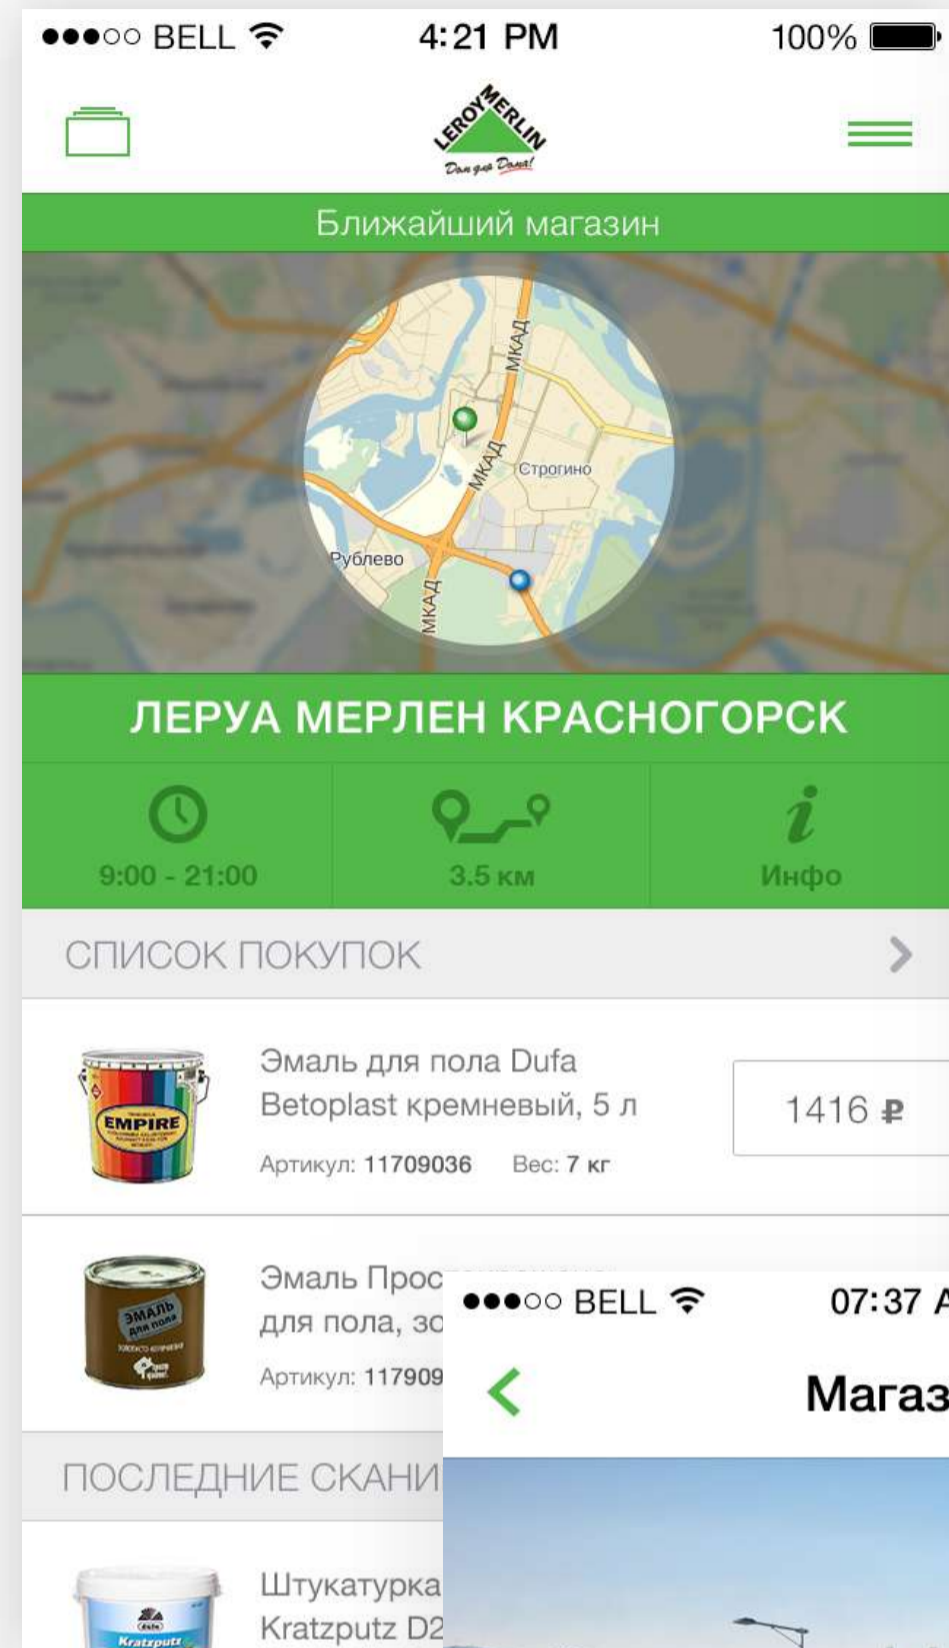 BELL 4:21 PM 100%
LEROY MERLIN
Дом для Дома!
Ближайший магазин
МКАД
МКАД
Строгино
Рублево
МКАД
ЛЕРУА МЕРЛЕН КРАСНОГОРСК
9:00 - 21:00 3.5 км Инфо
СПИСОК ПОКУПОК
Эмаль для пола Dufa
Betoplast кремневый, 5 л
1416 ₽
Артикул: 11709036 Вес: 7 кг
EMPIRE
Эмаль Прос
для пола, зо
Артикул: 117909
ЭМАЛЬ
для пола
BELL 07:37 A
Магаз
ПОСЛЕДНИЕ СКАНИ
Штукатурка
Kratzputz D2
düfa
Kratzputz